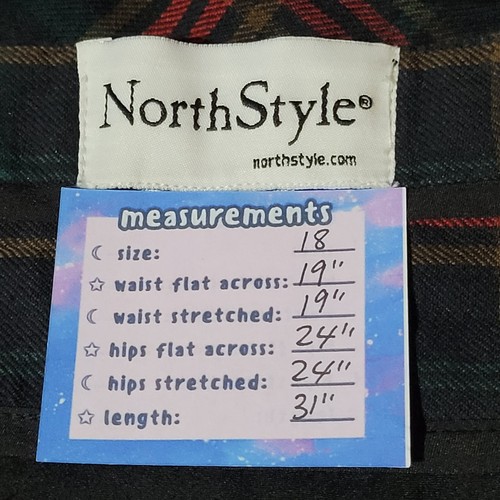 NorthStyle®
northstyle.com
measurements
size: 18
waist flat across: 19"
waist stretched: 19"
hips flat across: 24"
hips stretched: 24"
length: 31"